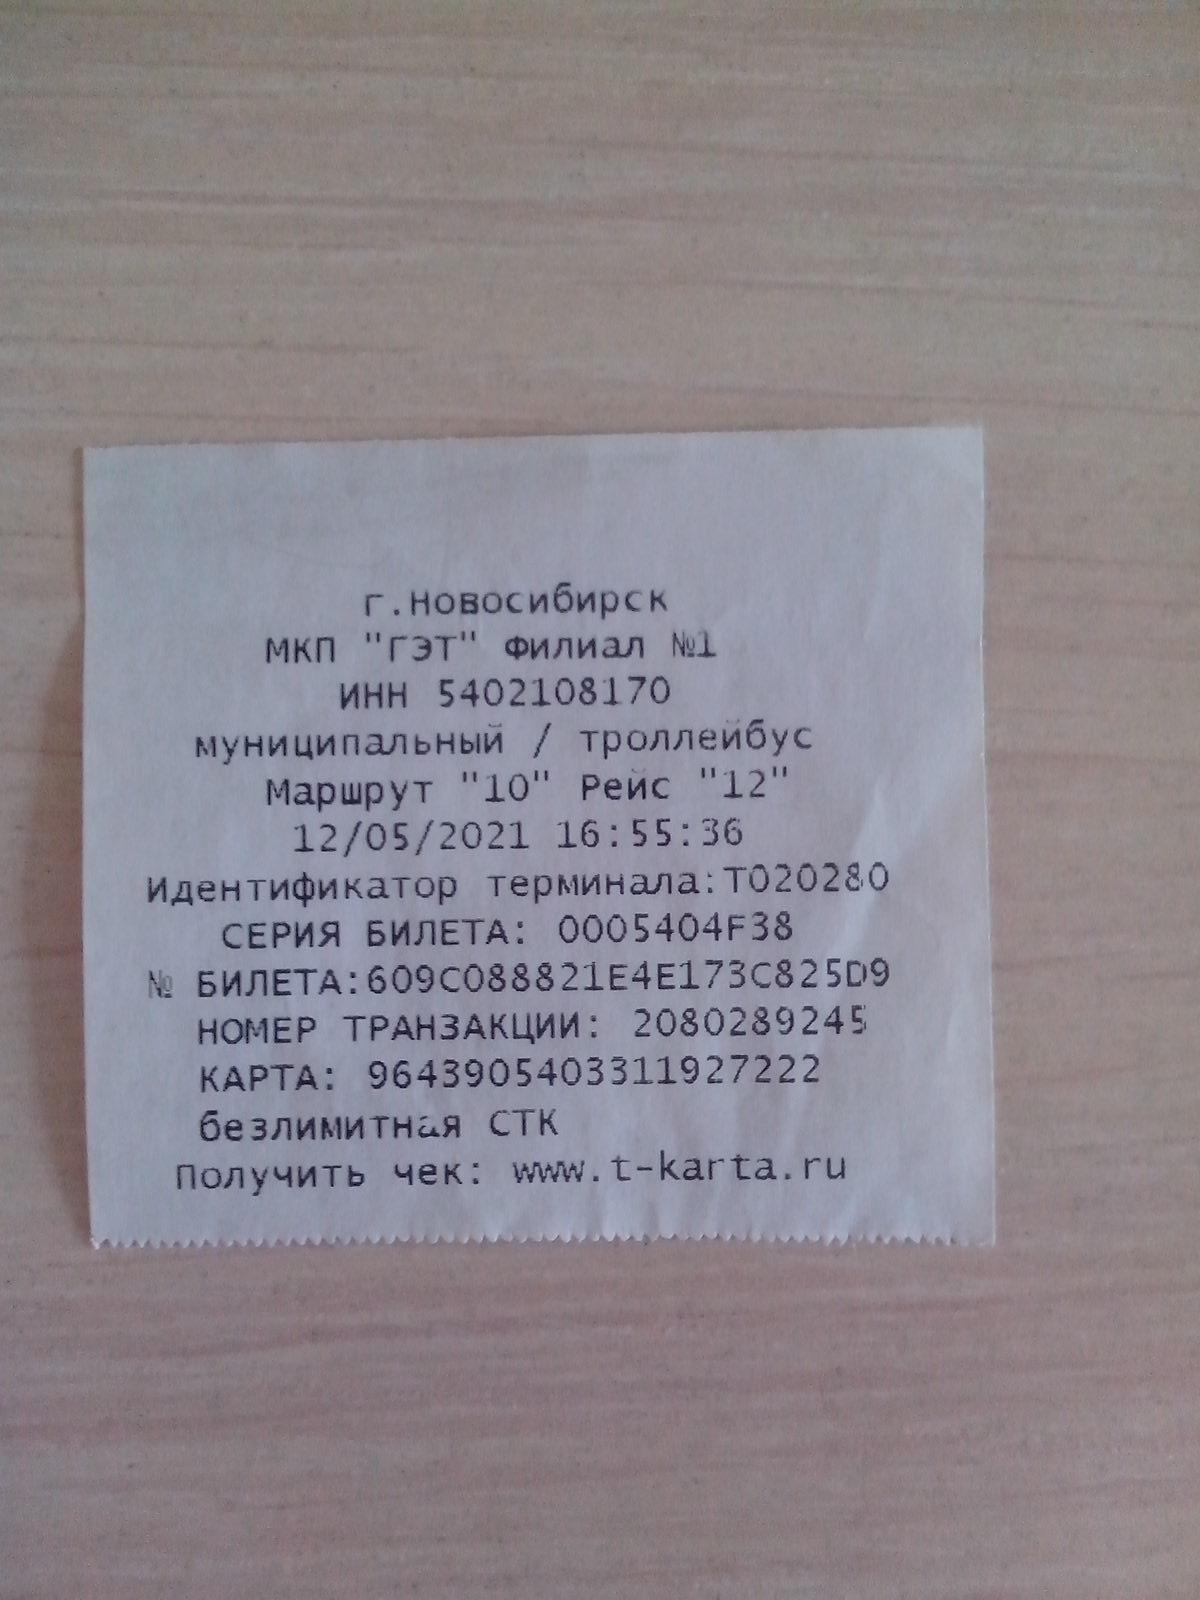 г.Новосибирск
МКП "ГЭТ" Филиал №1
ИНН 5402108170
муниципальный / троллейбус
Маршрут "10" Рейс "12"
12/05/2021 16:55:36
Идентификатор терминала:T020280
СЕРИЯ БИЛЕТА: 0005404F38
№ БИЛЕТА:609C088821E4E173C825D9
НОМЕР ТРАНЗАКЦИИ: 2080289245
КАРТА: 9643905403311927222
безлимитная СТК
Получить чек: www.t-karta.ru